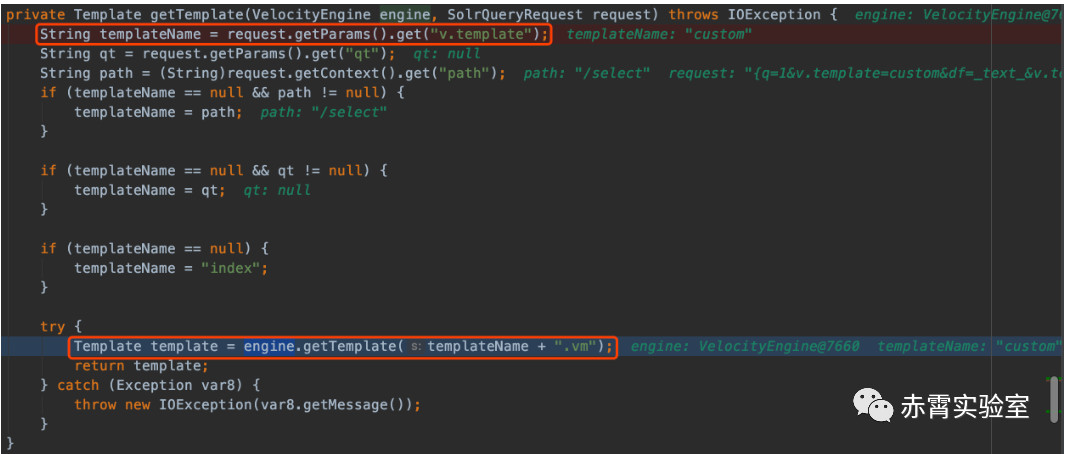 private Template getTemplate(VelocityEngine engine, SolrQueryRequest request) throws IOException {  engine: VelocityEngine@76
String templateName = request.getParams().get("v.template");  templateName: "custom"
String qt = request.getParams().get("qt");  qt: null
String path = (String)request.getContext().get("path");  path: "/select"  request: "{q=1&v.template=custom&df=_text_&v.te
if (templateName == null && path != null) {
templateName = path;  path: "/select"
}
if (templateName == null && qt != null) {
templateName = qt;  qt: null
}
if (templateName == null) {
templateName = "index";
}
try {
Template template = engine.getTemplate( s: templateName + ".vm");  engine: VelocityEngine@7660  templateName: "custom"
return template;
} catch (Exception var8) {
throw new IOException(var8.getMessage());
}
}
赤霄实验室